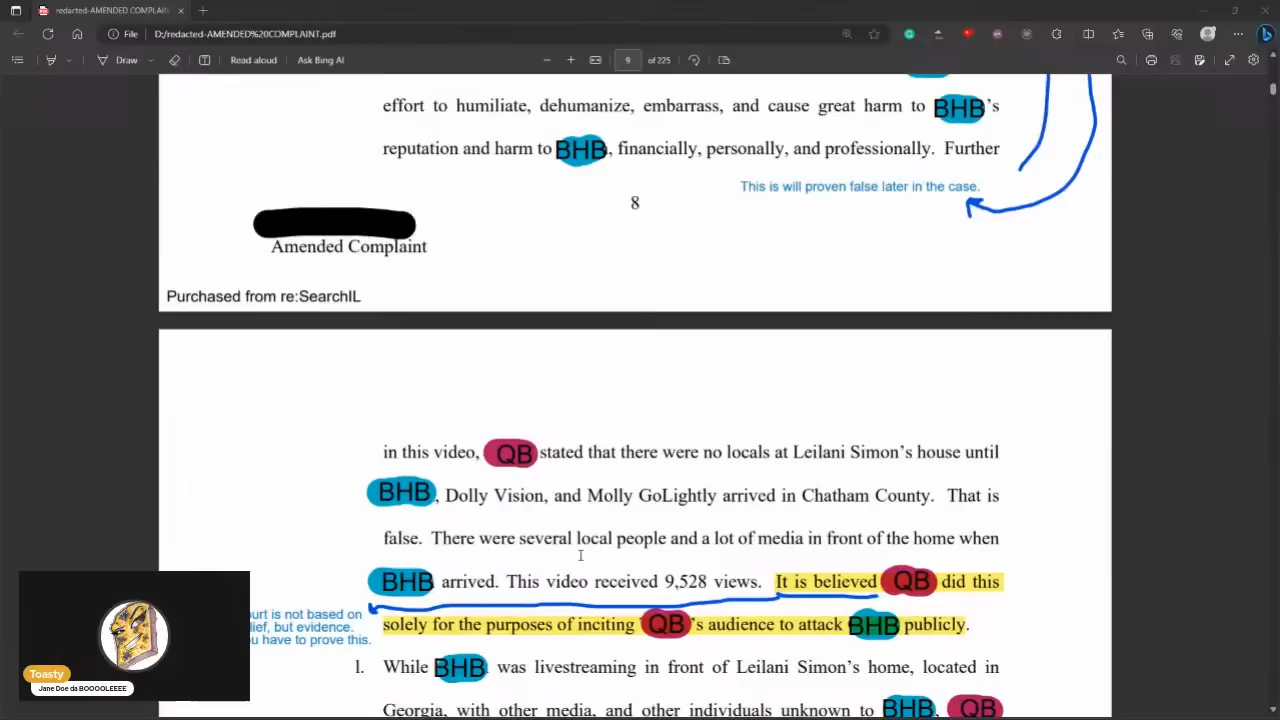 redacted-AMENDED COMPLAIN
File D:/redacted-AMENDED%20COMPLAINT.pdf
Draw Read aloud Ask Bing AI 9 of 225
effort to humiliate, dehumanize, embarrass, and cause great harm to BHB's
reputation and harm to BHB, financially, personally, and professionally. Further
This is will proven false later in the case.
8
Amended Complaint
Purchased from re:SearchIL
in this video, QB stated that there were no locals at Leilani Simon's house until
BHB, Dolly Vision, and Molly GoLightly arrived in Chatham County. That is
false. There were several local people and a lot of media in front of the home when
BHB arrived. This video received 9,528 views. It is believed QB did this
solely for the purposes of inciting QB's audience to attack BHB publicly.
urt is not based on
lief, but evidence.
u have to prove this.
l. While BHB was livestreaming in front of Leilani Simon's home, located in
Georgia, with other media, and other individuals unknown to BHB, QB
Toasty
Jane Doe da BOOOOLEEEE